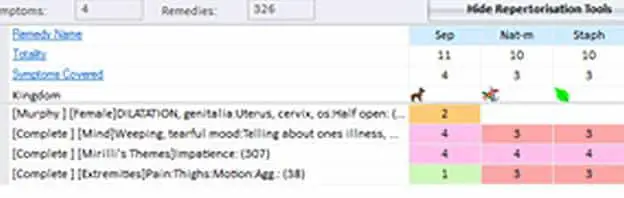 mptoms: 4 Remedies: 326 Hide Repertorisation Tools
Remedy Name Sep Nat-m Staph
Totality 11 10 10
Symptoms Covered 4 3 3
Kingdom
[Murphy ] [Female]DILATATION, genitalia:Uterus, cervix, os:Half open: (... 2
[Complete ] [Mind]Weeping, tearful mood:Telling about ones illness, ... 4 3 3
[Complete ] [Mirilli's Themes]Impatience: (307) 4 4 4
[Complete ] [Extremities]Pain:Thighs:Motion:Agg.: (38) 1 3 3